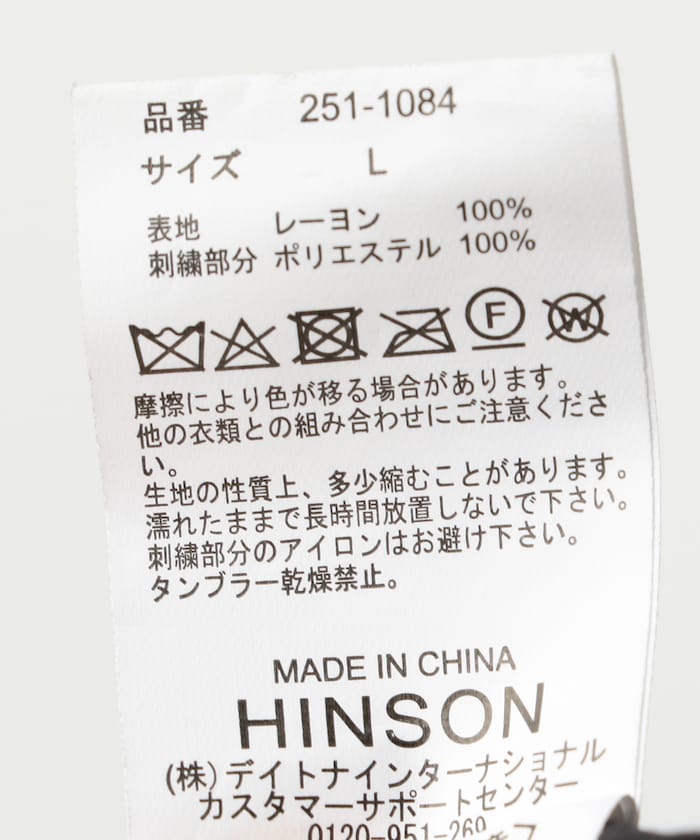 品番 251-1084
サイズ L
表地 レーヨン 100%
刺繍部分 ポリエステル 100%
F W
摩擦により色が移る場合があります。
他の衣類との組み合わせにご注意くださ
い。
生地の性質上、多少縮むことがあります。
濡れたままで長時間放置しないで下さい。
刺繍部分のアイロンはお避け下さい。
タンブラー乾燥禁止。
MADE IN CHINA
HINSON
(株)デイトナインターナショナル
カスタマーサポートセンター
0120-951-269